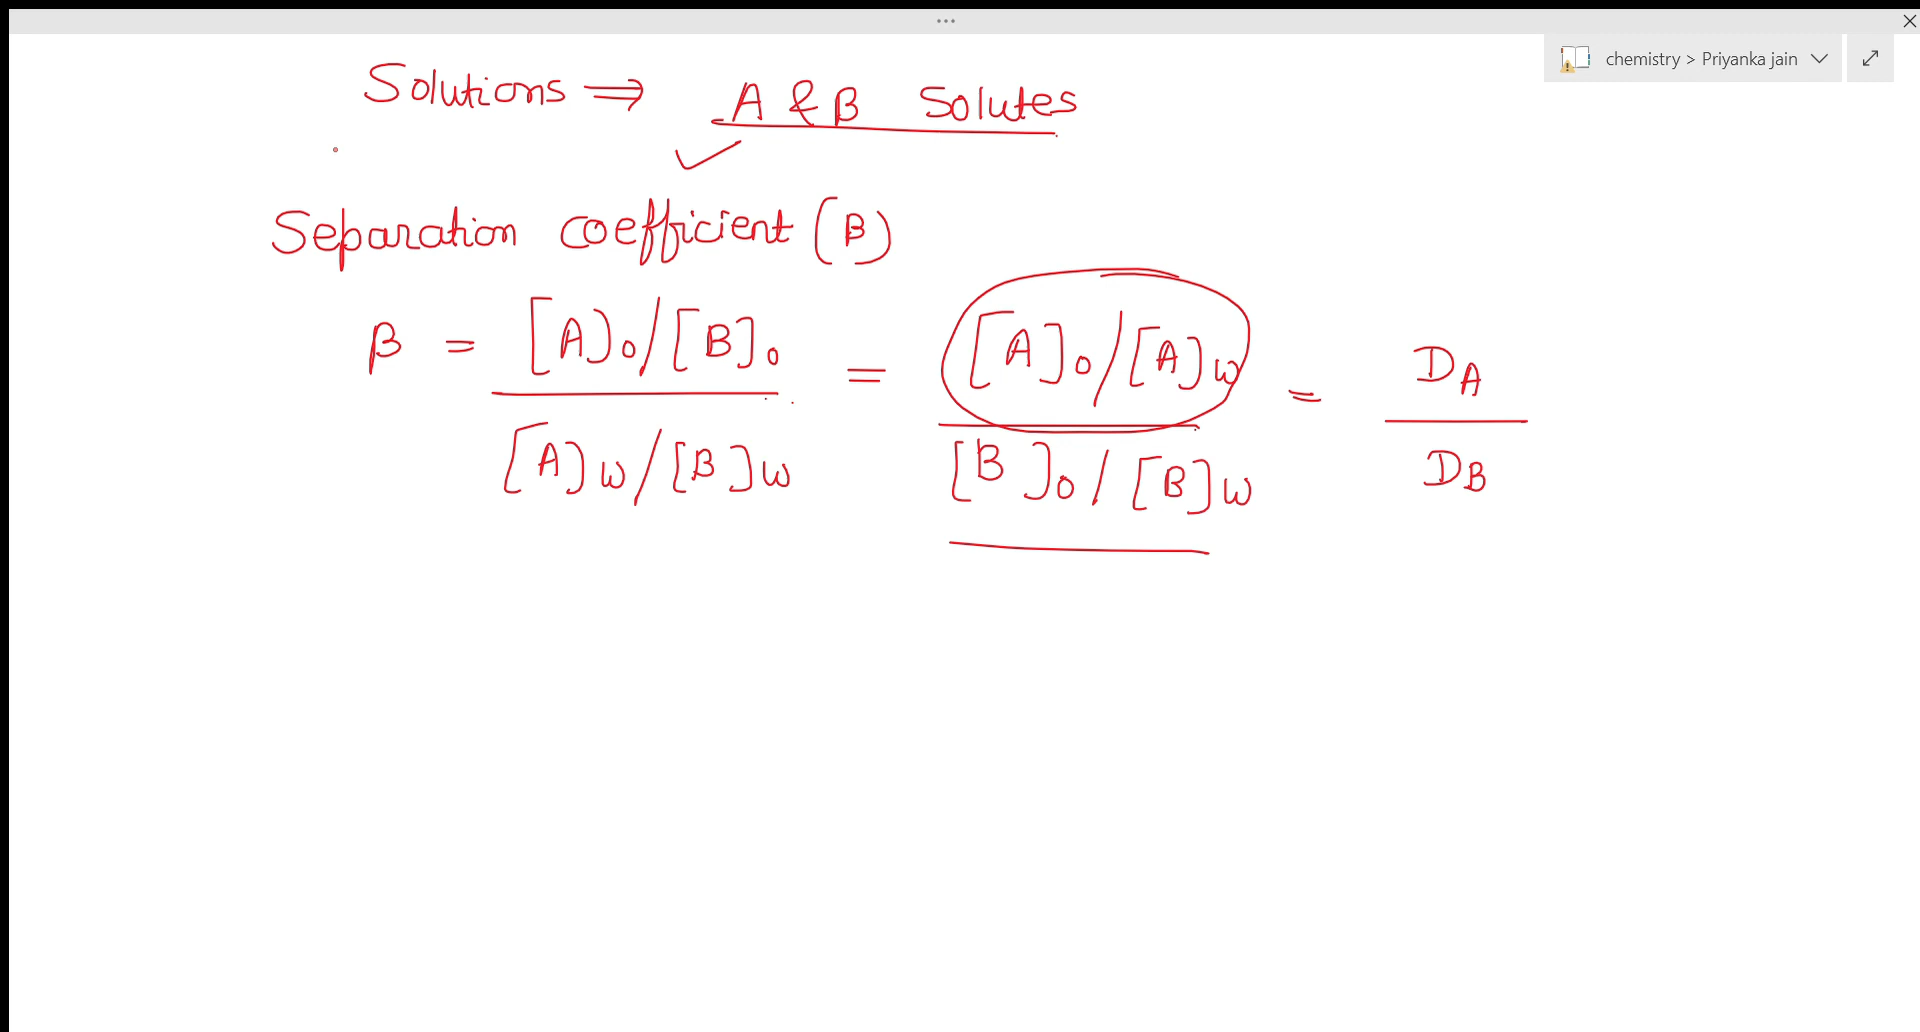 chemistry > Priyanka jain
Solutions ⇒ A & B Solutes
Separation coefficient (β)
β = [A]o/[B]o / [A]w/[B]w = [A]o/[A]w / [B]o/[B]w = DA / DB